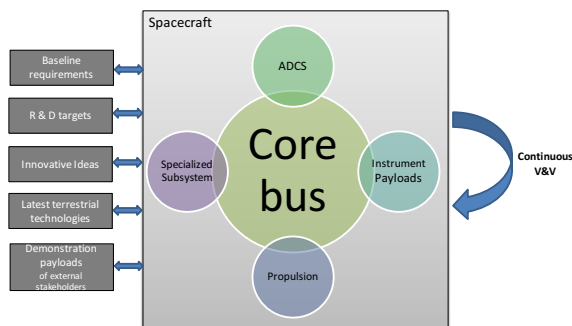 Spacecraft
Baseline
requirements
R & D targets
Innovative Ideas
Latest terrestrial
technologies
Demonstration
payloads
of external
stakeholders
ADCS
Specialized
Subsystem
Core
bus
Instrument
Payloads
Propulsion
Continuous
V&V